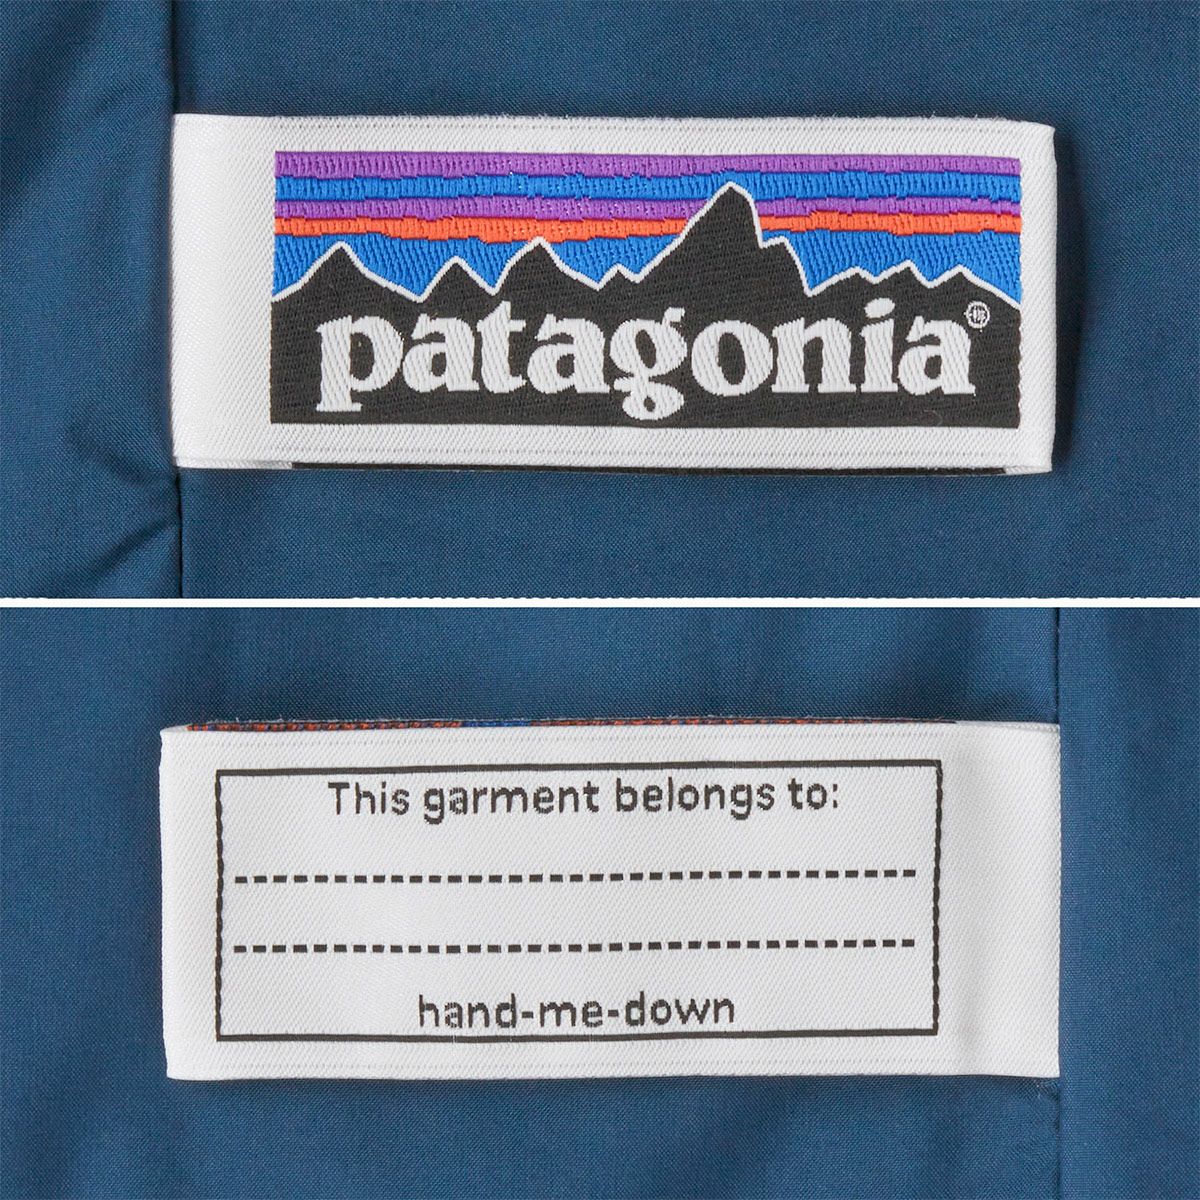 patagonia®
This garment belongs to:
hand-me-down